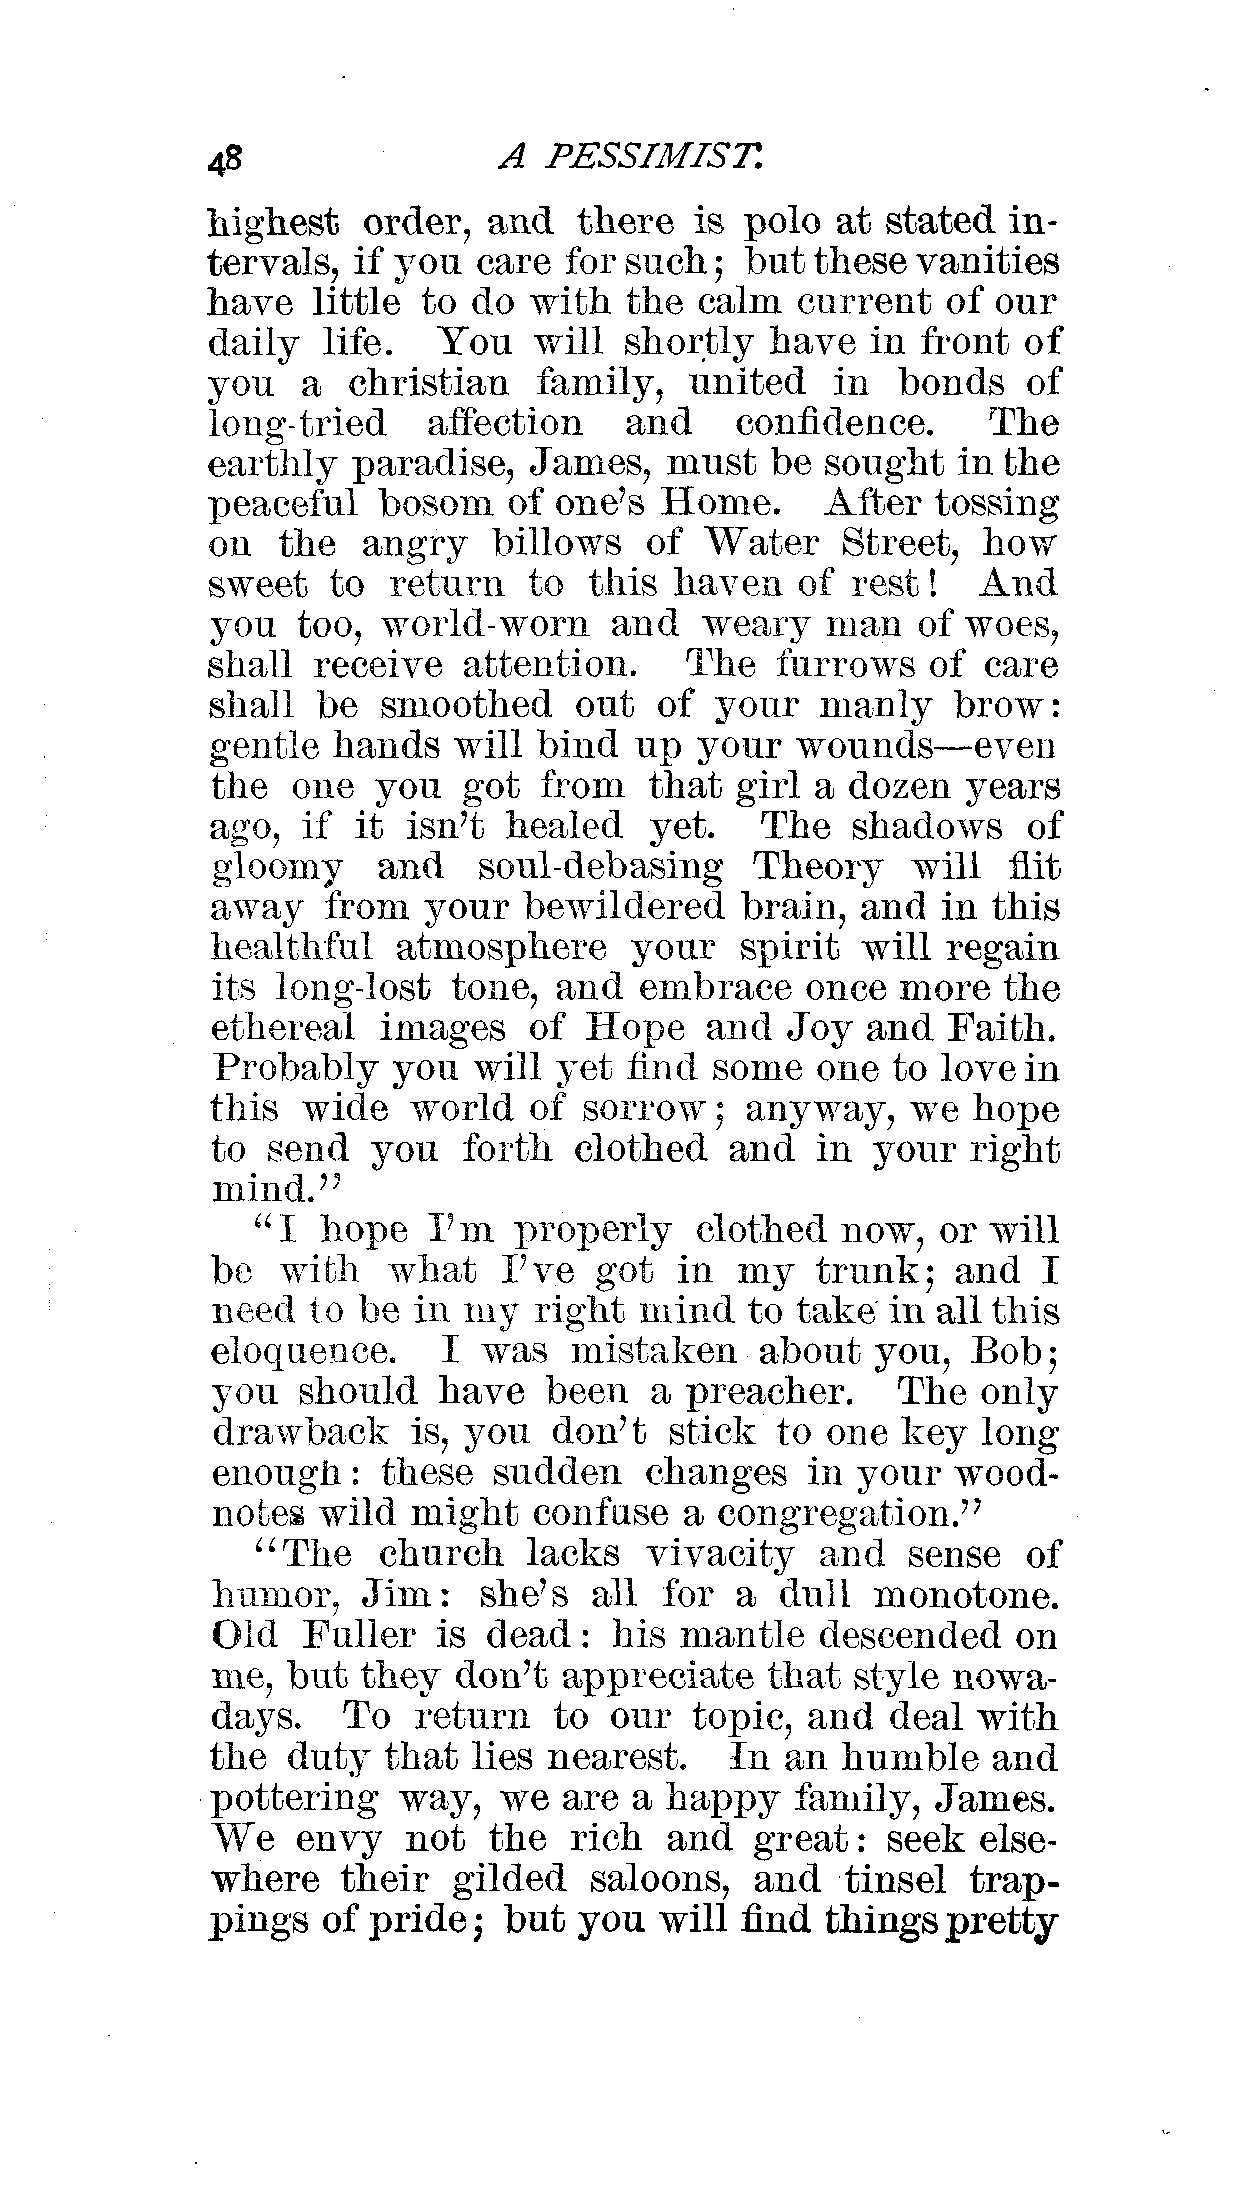 48 A PESSIMIST.
highest order, and there is polo at stated in-
tervals, if you care for such; but these vanities
have little to do with the calm current of our
daily life. You will shortly have in front of
you a christian family, united in bonds of
long-tried affection and confidence. The
earthly paradise, James, must be sought in the
peaceful bosom of one's Home. After tossing
on the angry billows of Water Street, how
sweet to return to this haven of rest! And
you too, world-worn and weary man of woes,
shall receive attention. The furrows of care
shall be smoothed out of your manly brow:
gentle hands will bind up your wounds—even
the one you got from that girl a dozen years
ago, if it isn't healed yet. The shadows of
gloomy and soul-debasing Theory will flit
away from your bewildered brain, and in this
healthful atmosphere your spirit will regain
its long-lost tone, and embrace once more the
ethereal images of Hope and Joy and Faith.
Probably you will yet find some one to love in
this wide world of sorrow; anyway, we hope
to send you forth clothed and in your right
mind."
"I hope I'm properly clothed now, or will
be with what I've got in my trunk; and I
need to be in my right mind to take in all this
eloquence. I was mistaken about you, Bob;
you should have been a preacher. The only
drawback is, you don't stick to one key long
enough: these sudden changes in your wood-
notes wild might confuse a congregation."
"The church lacks vivacity and sense of
humor, Jim: she's all for a dull monotone.
Old Fuller is dead: his mantle descended on
me, but they don't appreciate that style nowa-
days. To return to our topic, and deal with
the duty that lies nearest. In an humble and
pottering way, we are a happy family, James.
We envy not the rich and great: seek else-
where their gilded saloons, and tinsel trap-
pings of pride; but you will find things pretty